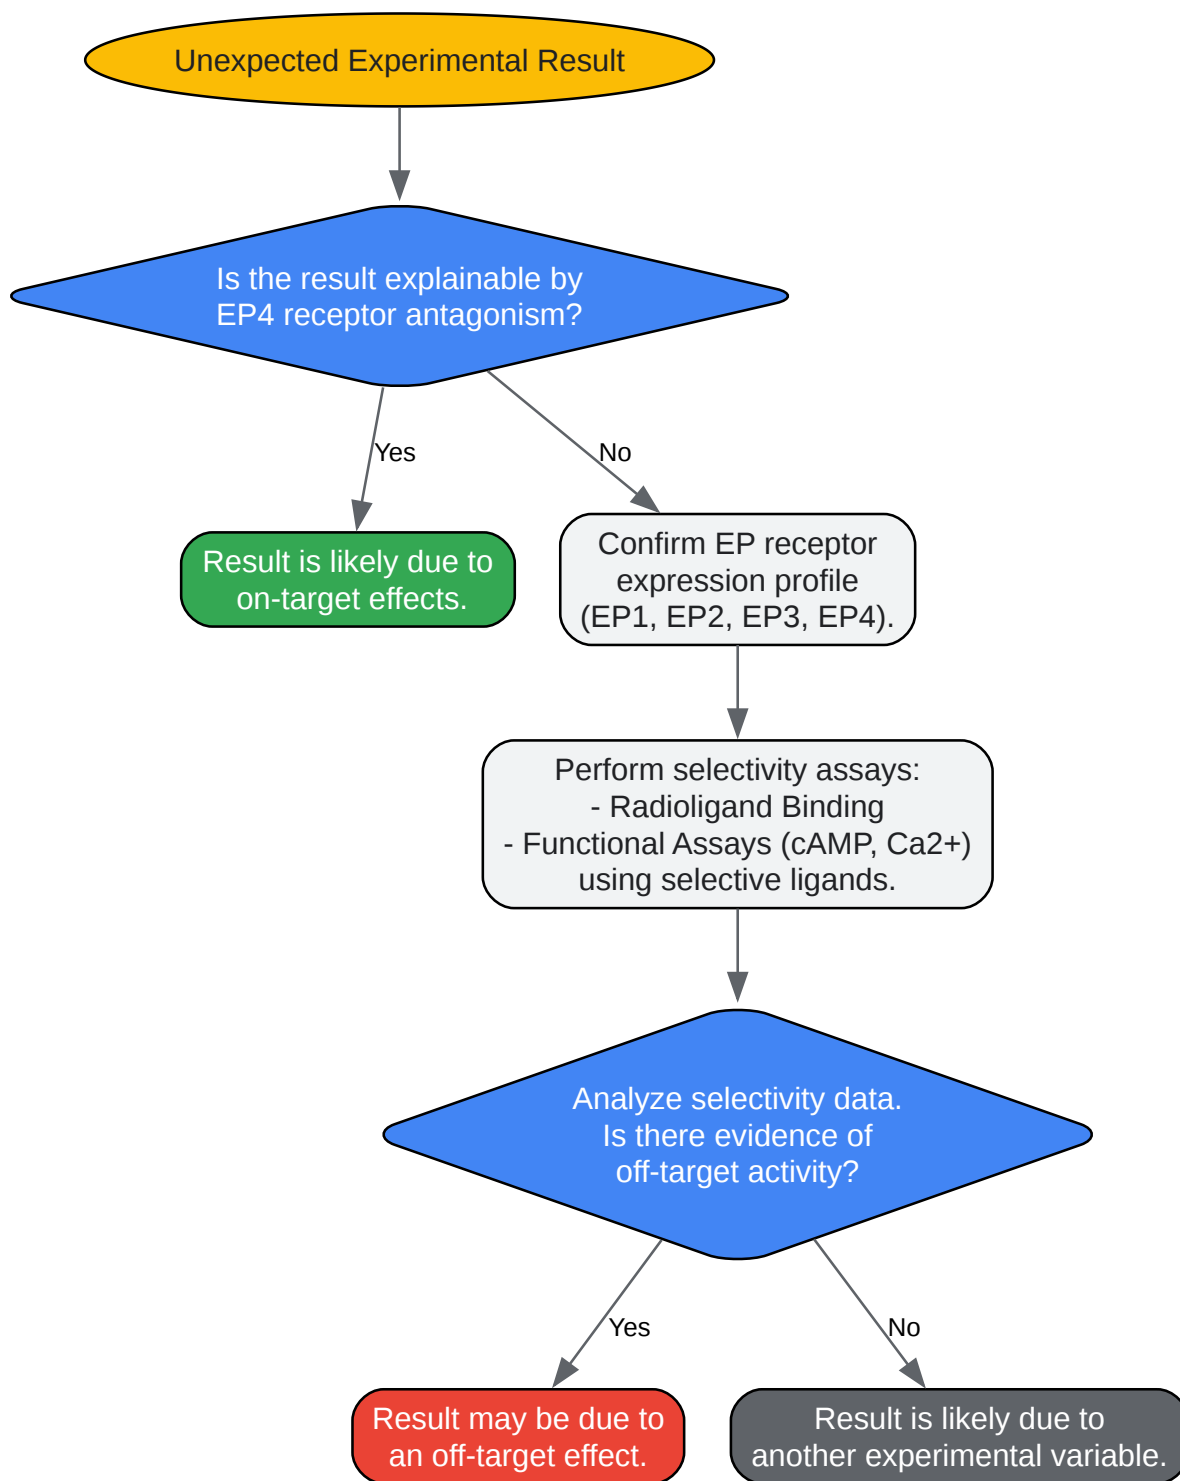 Unexpected Experimental Result
Is the result explainable by
EP4 receptor antagonism?
Yes
No
Result is likely due to
on-target effects.
Confirm EP receptor
expression profile
(EP1, EP2, EP3, EP4).
Perform selectivity assays:
- Radioligand Binding
- Functional Assays (cAMP, Ca2+)
using selective ligands.
Analyze selectivity data.
Is there evidence of
off-target activity?
Yes
No
Result may be due to
an off-target effect.
Result is likely due to
another experimental variable.